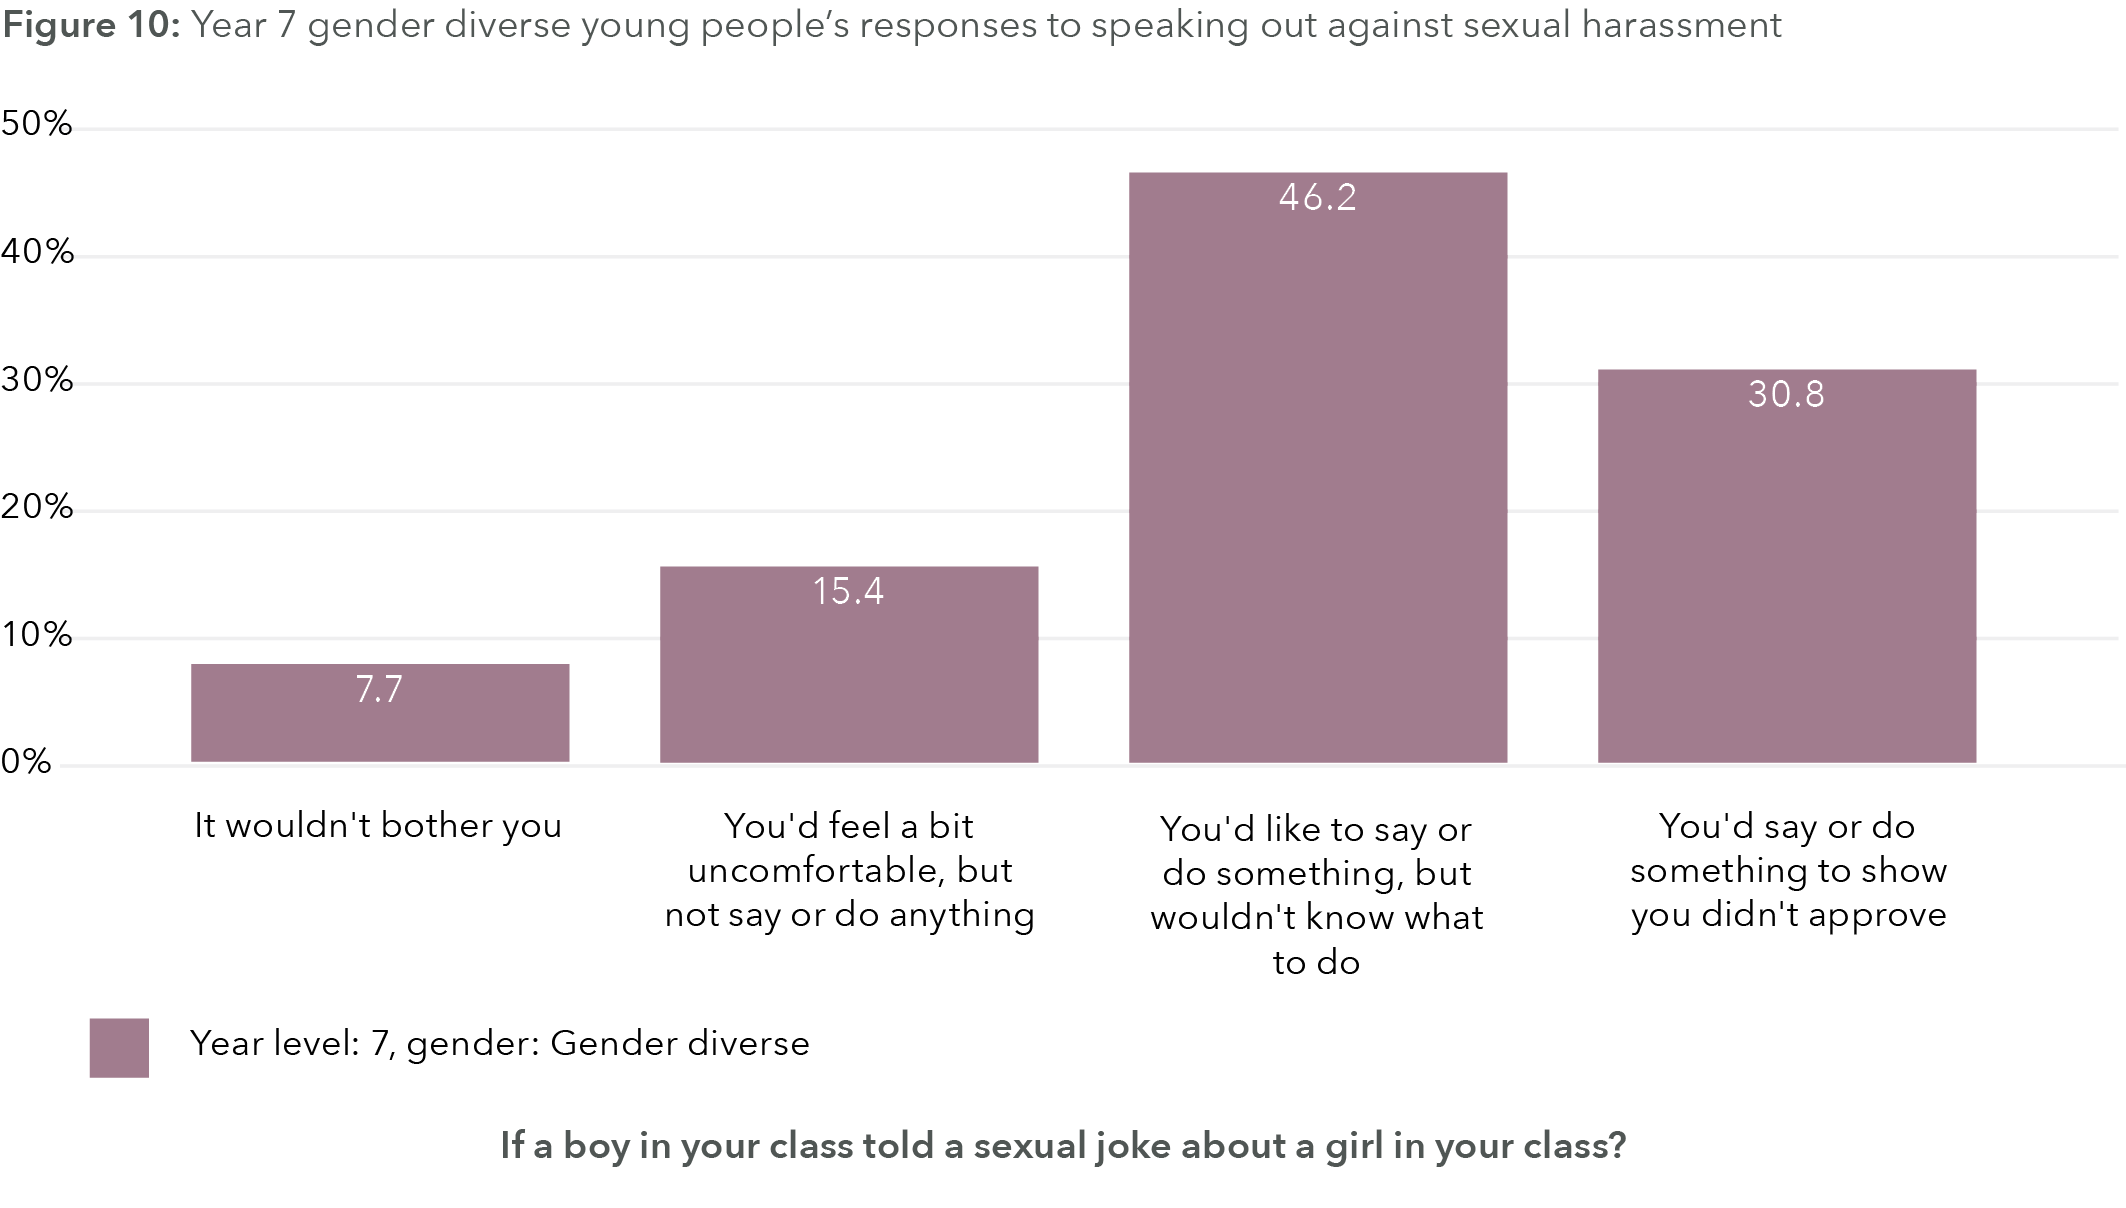 Figure 10: Year 7 gender diverse young people’s responses to speaking out against sexual harassment
50%
40%
30%
20%
10%
0%
7.7
15.4
46.2
30.8
It wouldn't bother you
You'd feel a bit
uncomfortable, but
not say or do anything
You'd like to say or
do something, but
wouldn't know what
to do
You'd say or do
something to show
you didn't approve
Year level: 7, gender: Gender diverse
If a boy in your class told a sexual joke about a girl in your class?